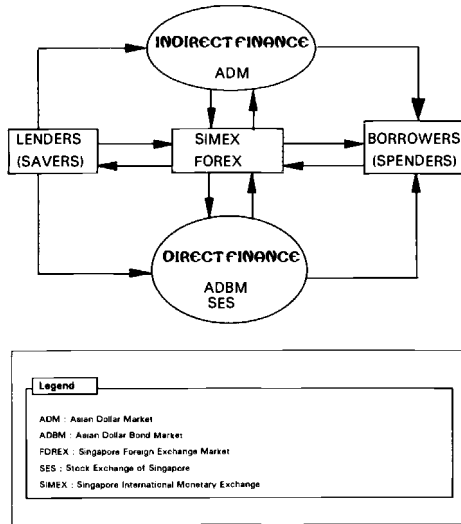 INDIRECT FINANCE
ADM
LENDERS
(SAVERS)
SIMEX
FOREX
BORROWERS
(SPENDERS)
DIRECT FINANCE
ADBM
SES
Legend
ADM : Asian Dollar Market
ADBM : Asian Dollar Bond Market
FOREX : Singapore Foreign Exchange Market
SES : Stock Exchange of Singapore
SIMEX : Singapore International Monetary Exchange